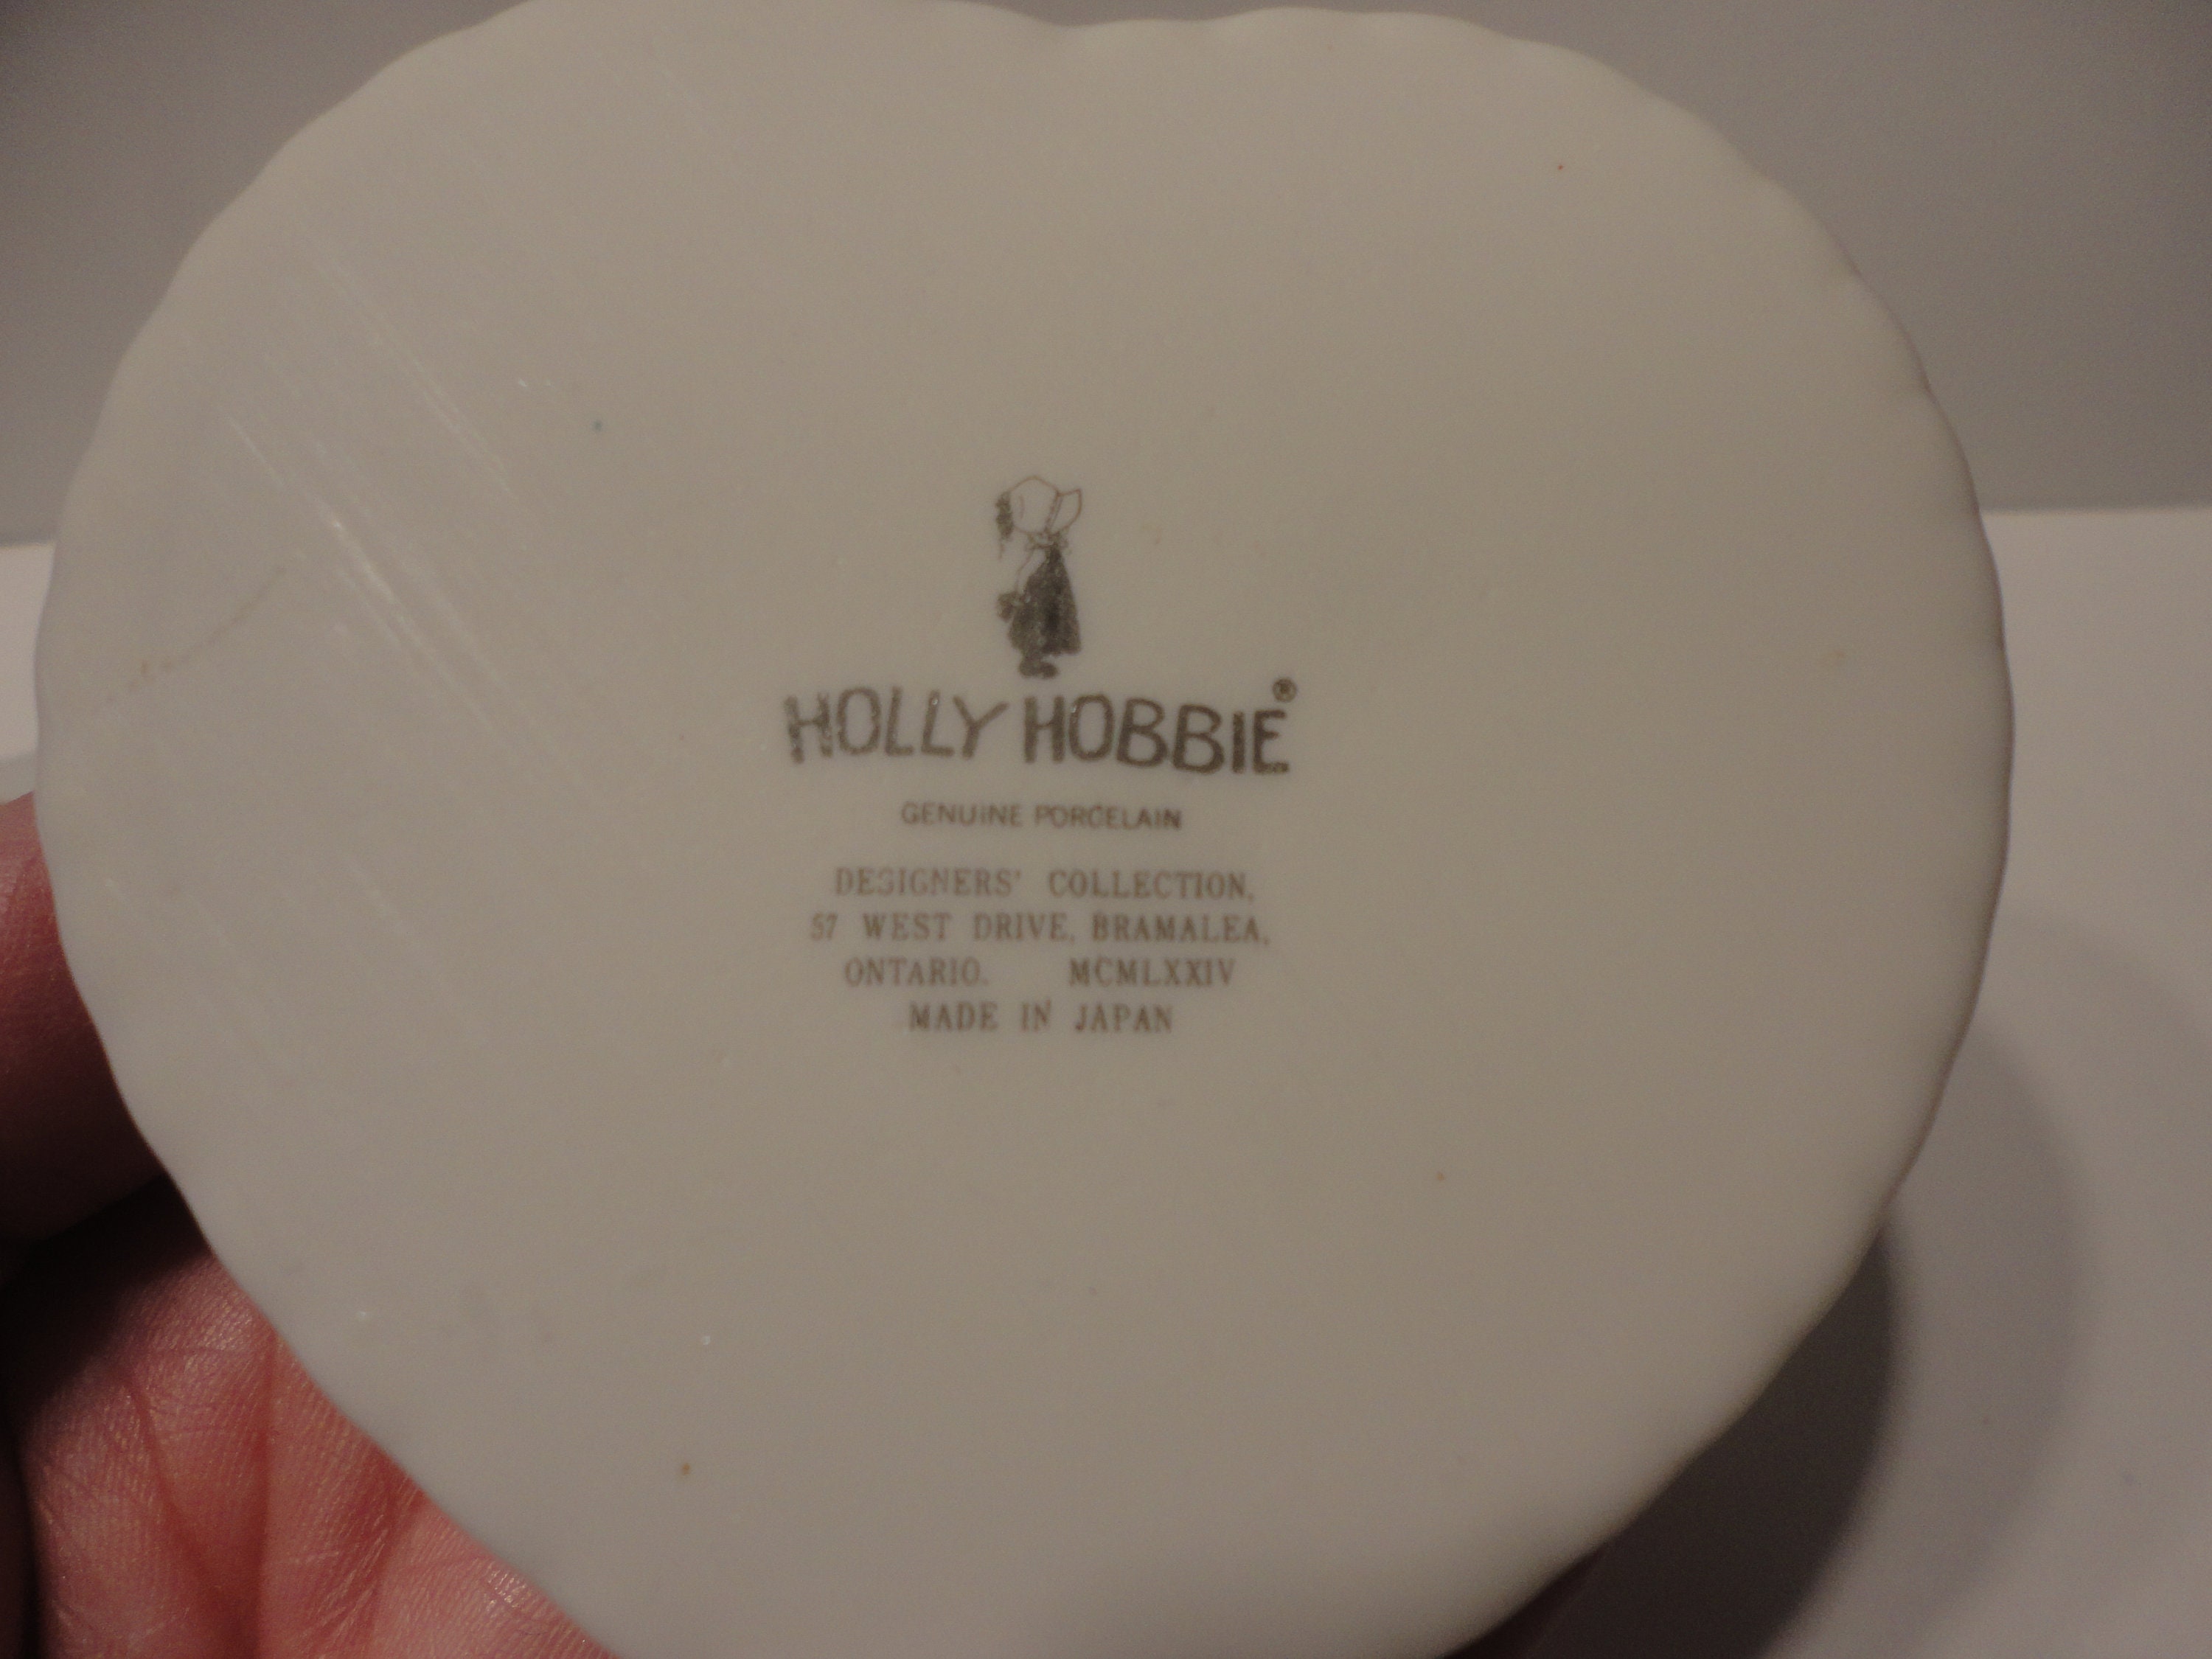 HOLLY HOBBIE®
GENUINE PORCELAIN
DESIGNERS' COLLECTION,
57 WEST DRIVE, BRAMALEA,
ONTARIO. MCMLXXIV
MADE IN JAPAN